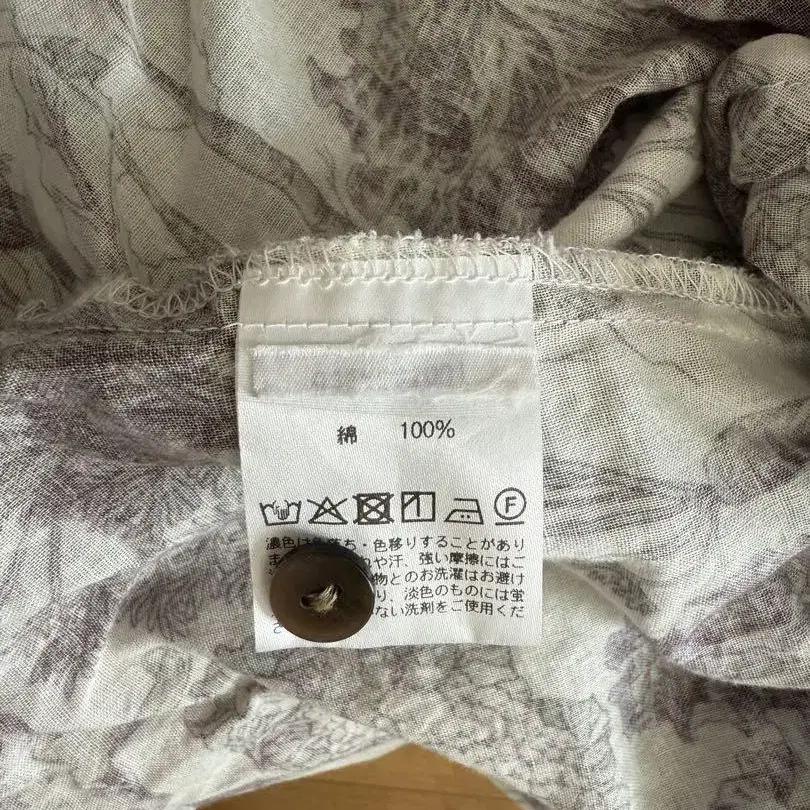 綿 100%
F
濃色は 落ち・色移りすることがあり
ま や汗、強い摩擦にはご
物とのお洗濯はお避け
り、淡色のものには蛍
ない洗剤をご使用くだ
さ